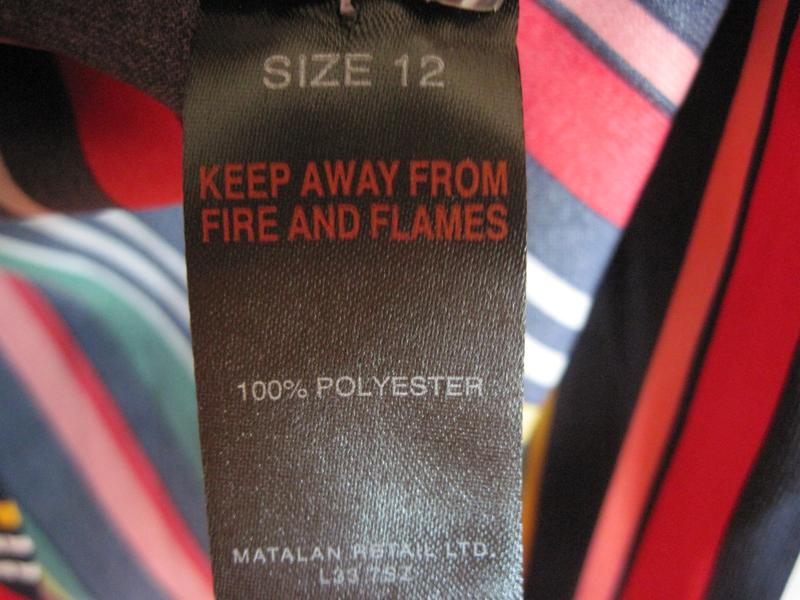 SIZE 12
KEEP AWAY FROM
FIRE AND FLAMES
100% POLYESTER
MATALAN RETAIL LTD.
L33 7SZ